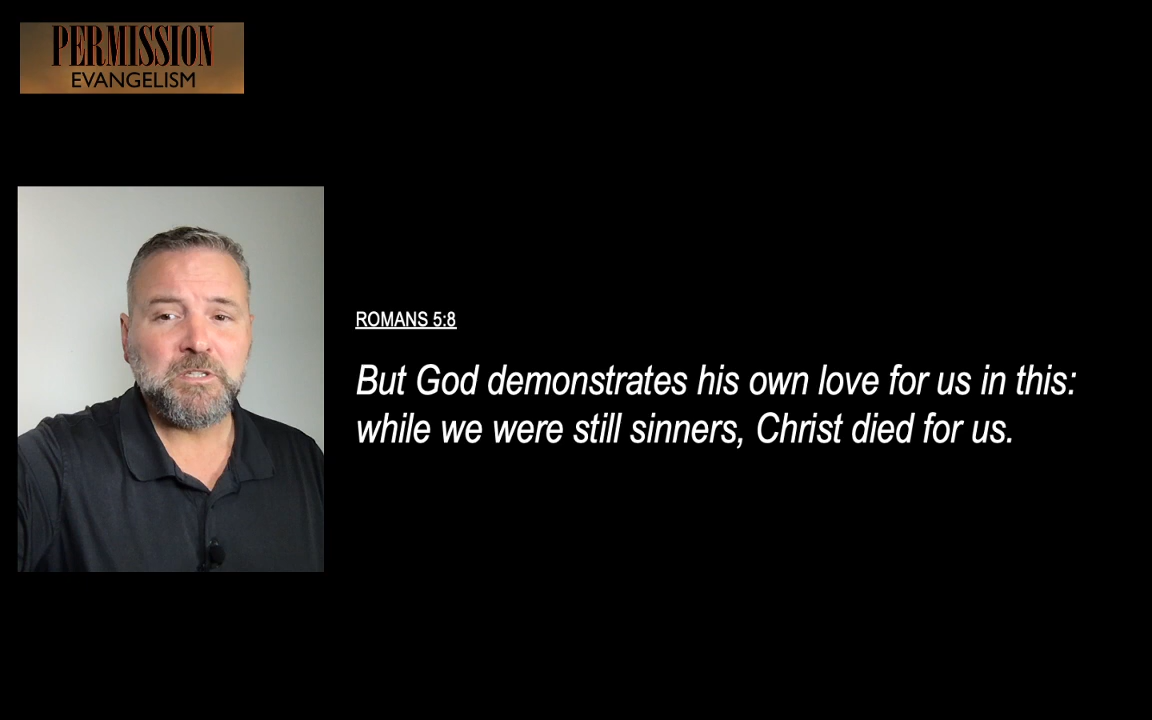 PERMISSION
EVANGELISM
ROMANS 5:8
But God demonstrates his own love for us in this:
while we were still sinners, Christ died for us.